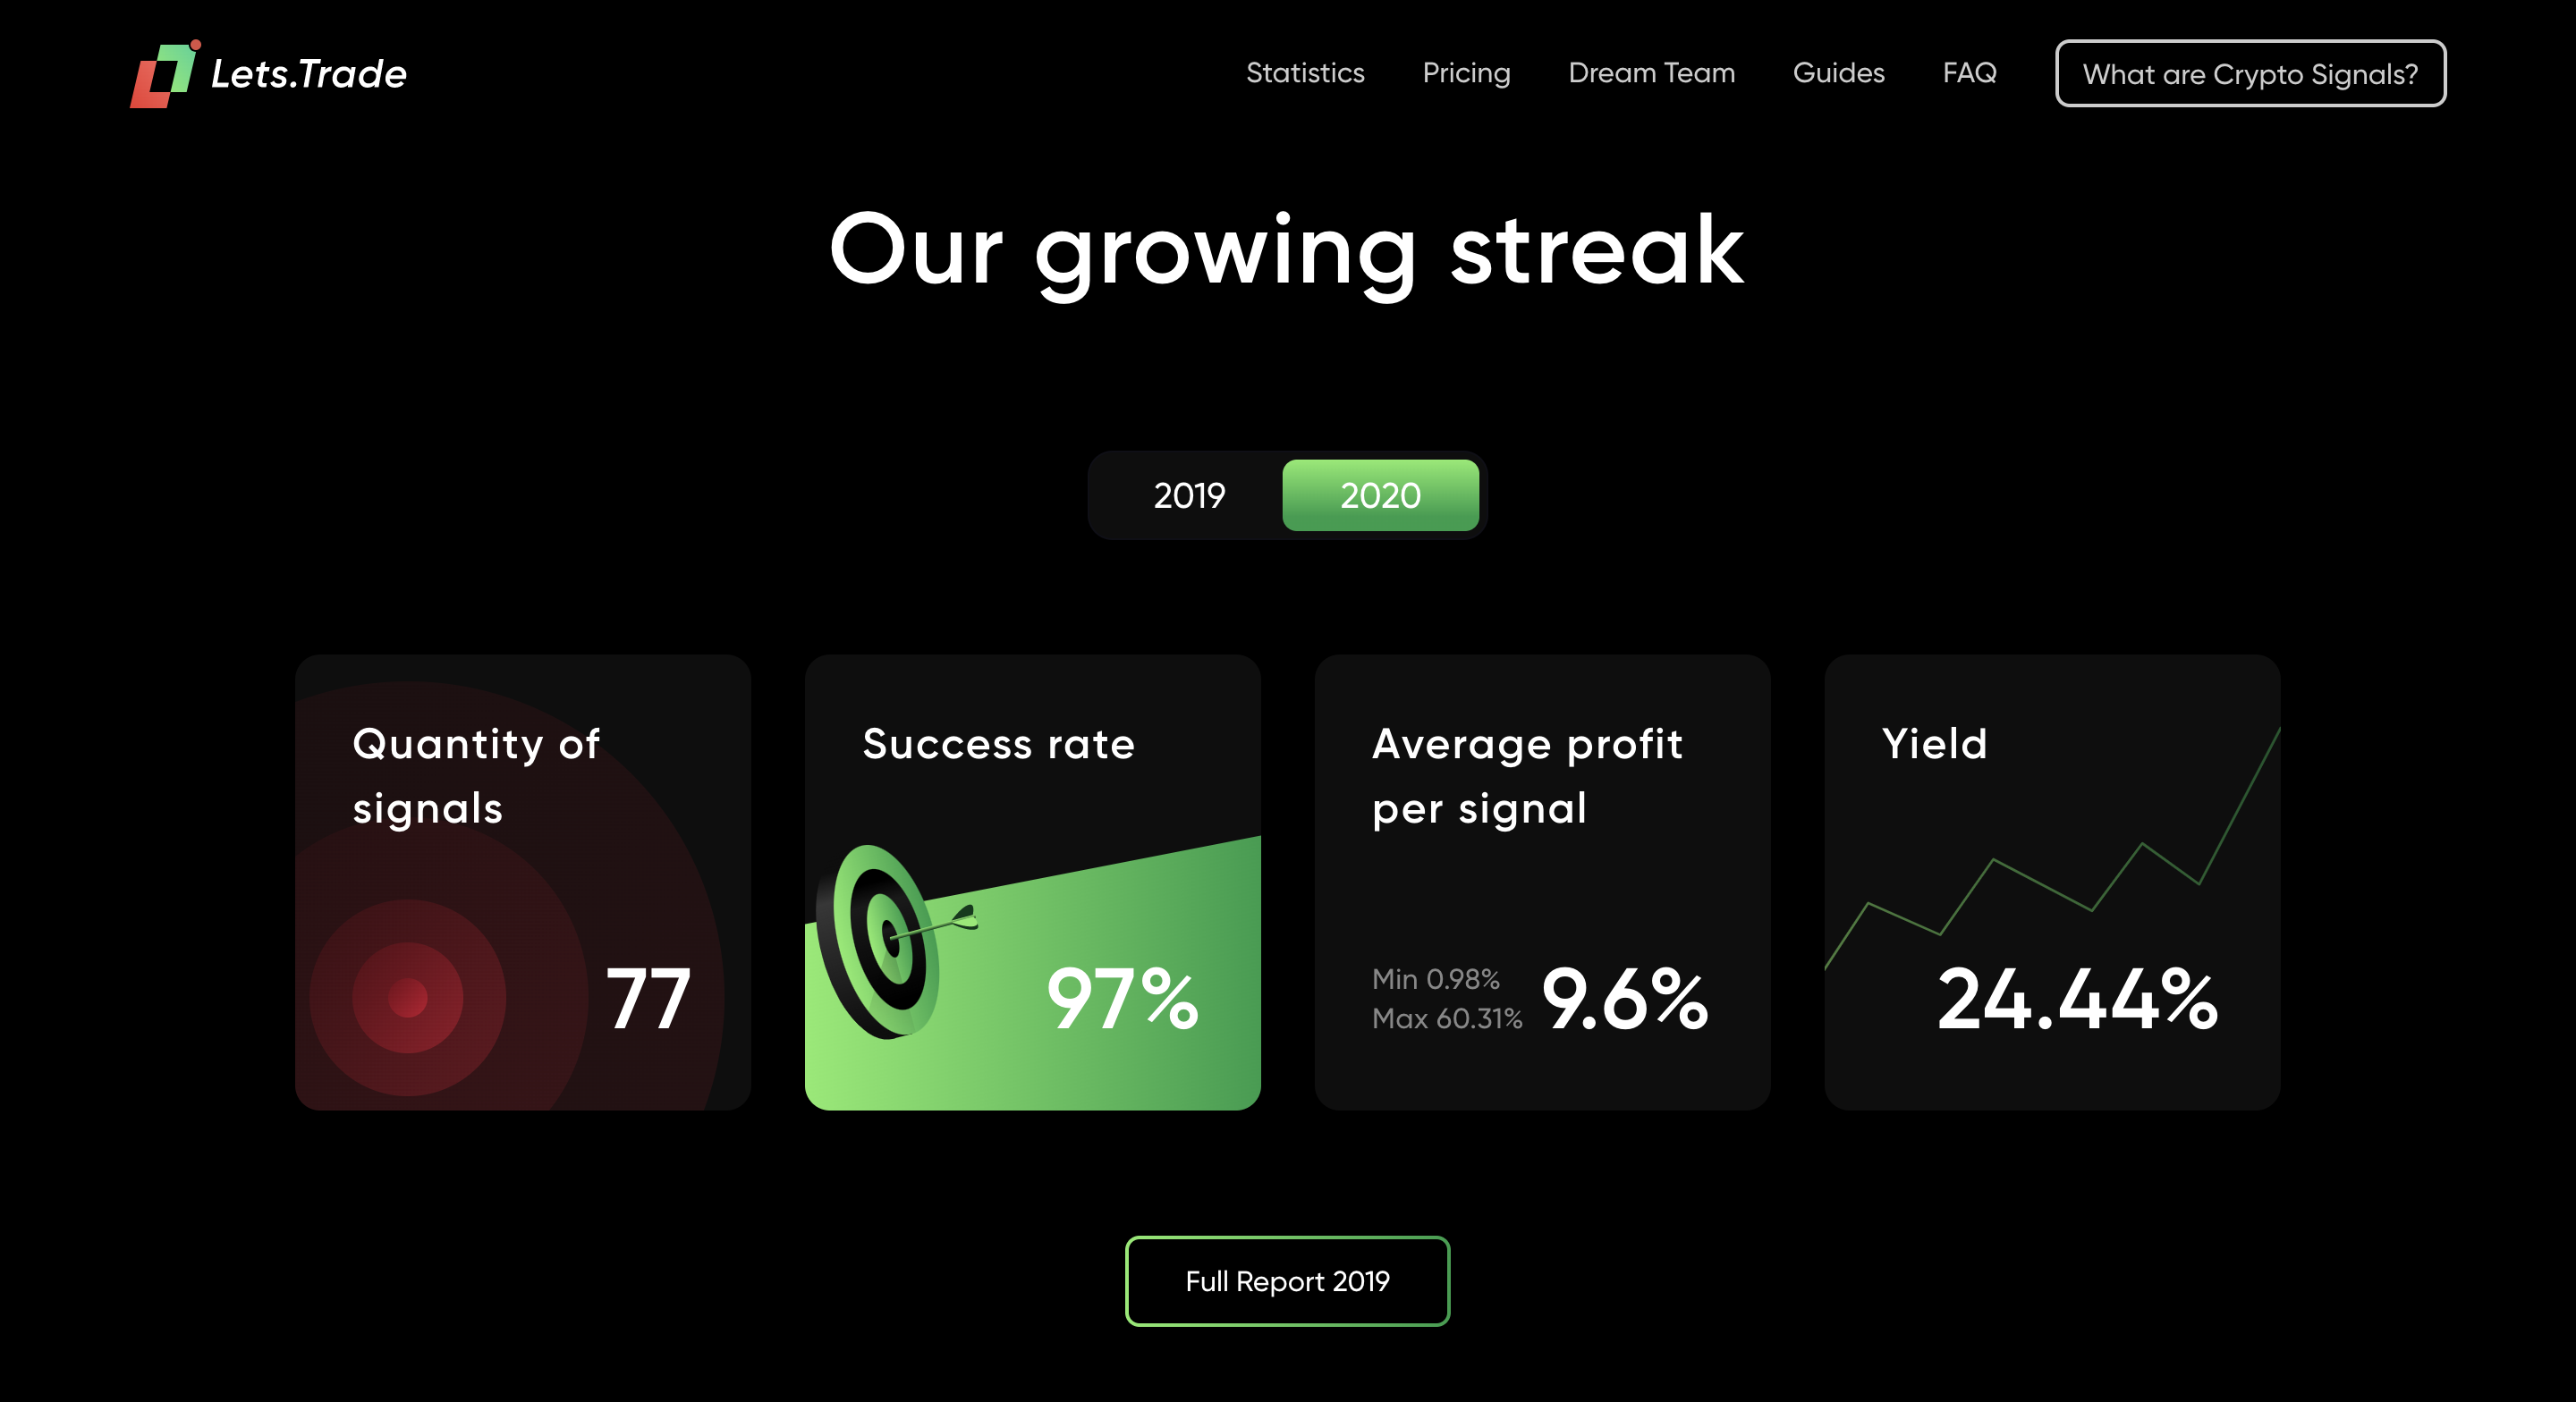 Lets.Trade
Statistics
Pricing
Dream Team
Guides
FAQ
What are Crypto Signals?
Our growing streak
2019
2020
Quantity of
signals
77
Success rate
97%
Average profit
per signal
Min 0.98%
Max 60.31%
9.6%
Yield
24.44%
Full Report 2019